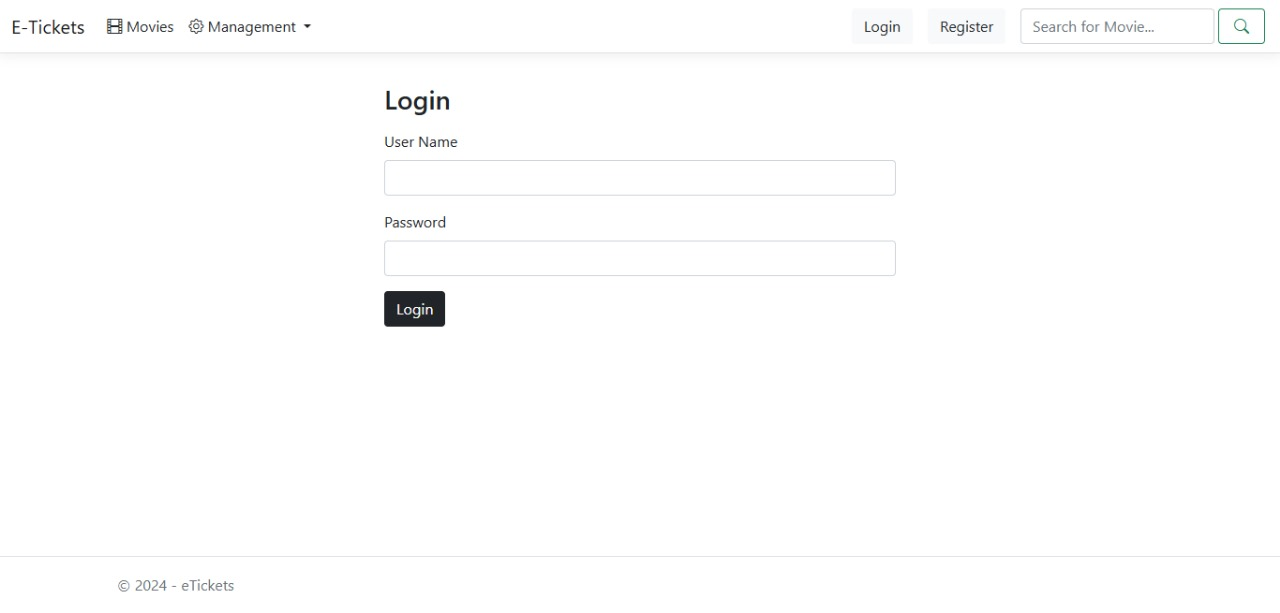 E-Tickets Movies Management Login Register Search for Movie...
Login
User Name
Password
Login
© 2024 - eTickets